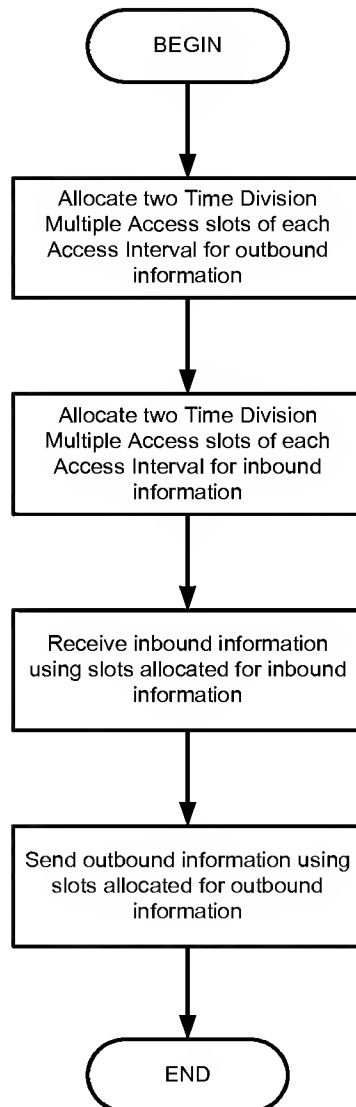 BEGIN
Allocate two Time Division
Multiple Access slots of each
Access Interval for outbound
information
Allocate two Time Division
Multiple Access slots of each
Access Interval for inbound
information
Receive inbound information
using slots allocated for inbound
information
Send outbound information using
slots allocated for outbound
information
END